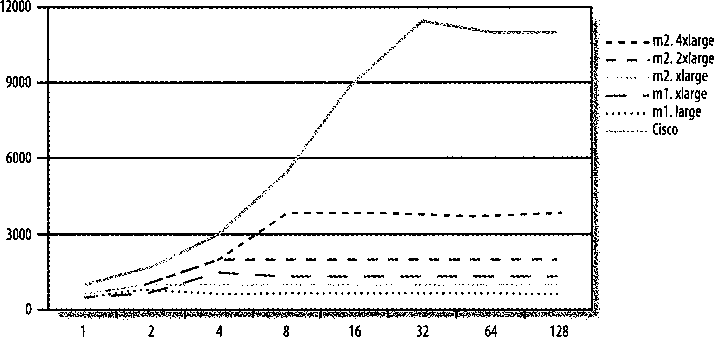 12000
9000
6000
3000
0
1 2 4 8 16 32 64 128
m2. 4xlarge
m2. 2xlarge
m2. xlarge
m1. xlarge
m1. large
Cisco